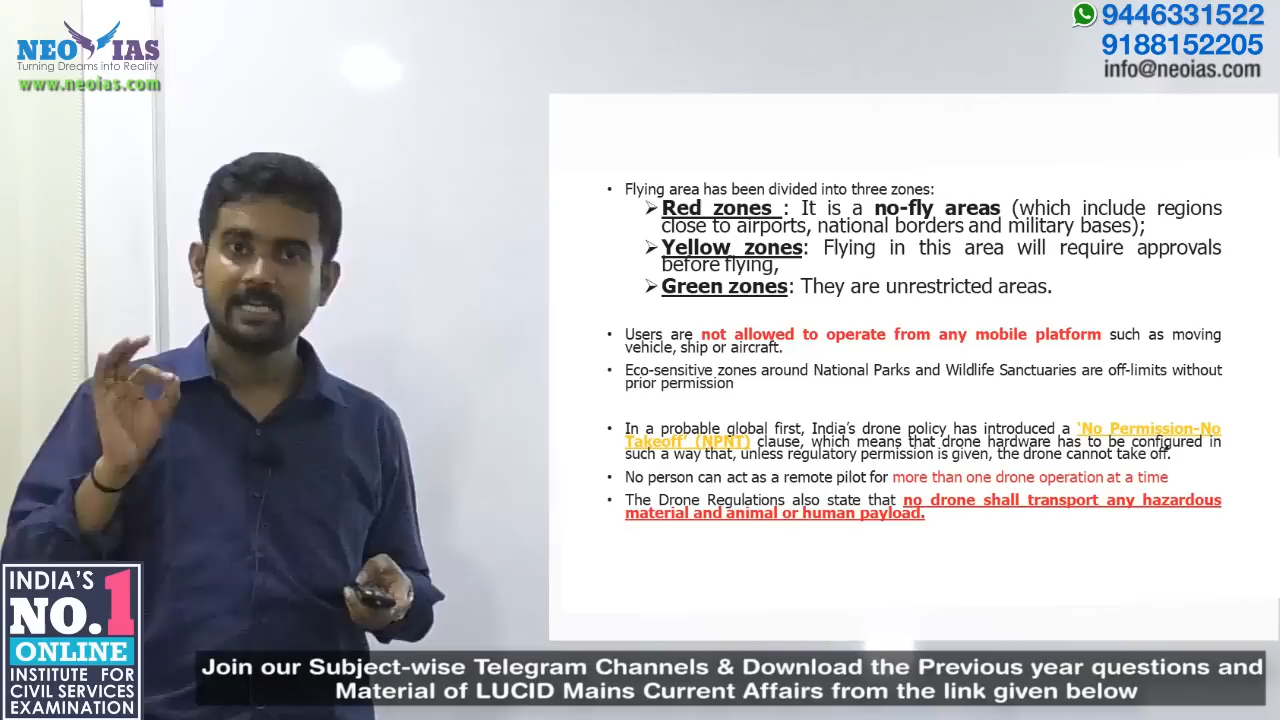 NEO IAS
Turning Dreams into Reality
www.neoias.com
9446331522
9188152205
info@neoias.com
• Flying area has been divided into three zones:
➢ Red zones : It is a no-fly areas (which include regions
close to airports, national borders and military bases);
➢ Yellow zones: Flying in this area will require approvals
before flying,
➢ Green zones: They are unrestricted areas.
• Users are not allowed to operate from any mobile platform such as moving
vehicle, ship or aircraft.
• Eco-sensitive zones around National Parks and Wildlife Sanctuaries are off-limits without
prior permission
• In a probable global first, India's drone policy has introduced a ‘No Permission-No
Takeoff’ (NPNT) clause, which means that drone hardware has to be configured in
such a way that, unless regulatory permission is given, the drone cannot take off.
• No person can act as a remote pilot for more than one drone operation at a time
• The Drone Regulations also state that no drone shall transport any hazardous
material and animal or human payload.
INDIA'S
NO.1
ONLINE
INSTITUTE FOR
CIVIL SERVICES
EXAMINATION
Join our Subject-wise Telegram Channels & Download the Previous year questions and
Material of LUCID Mains Current Affairs from the link given below